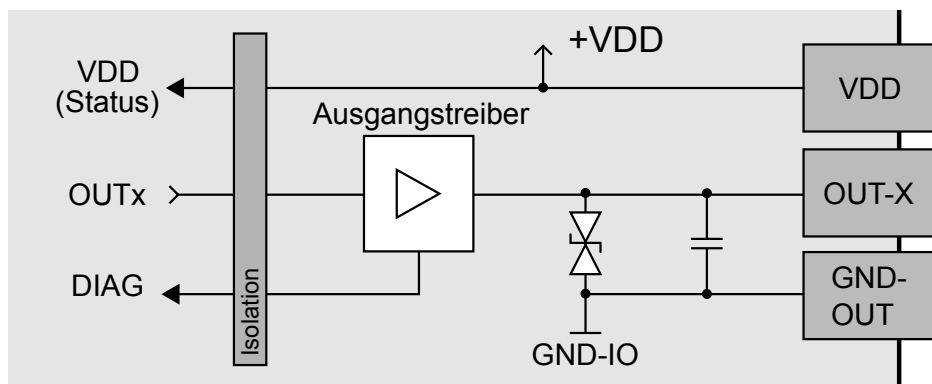 +VDD
VDD
(Status)
VDD
Ausgangstreiber
OUTx
OUT-X
DIAG
Isolation
GND-
OUT
GND-IO